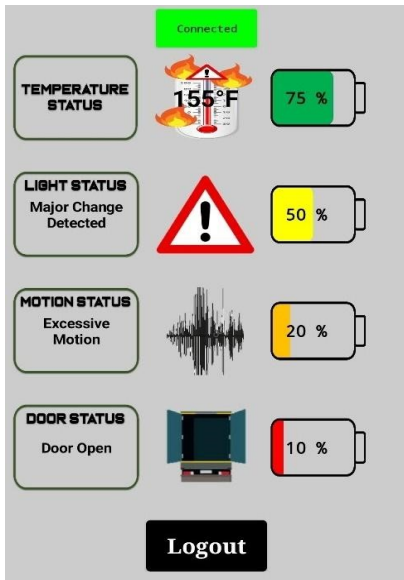 Connected
TEMPERATURE
STATUS
155°F
75 %
LIGHT STATUS
Major Change
Detected
50 %
MOTION STATUS
Excessive
Motion
20 %
DOOR STATUS
Door Open
10 %
Logout